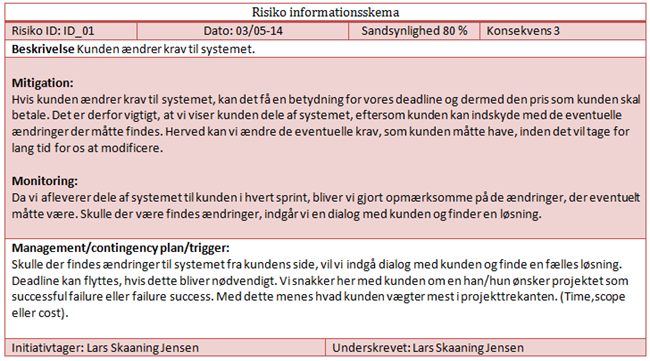 Risiko informationsskema
Risiko ID: ID_01 Dato: 03/05-14 Sandsynlighed 80 % Konsekvens 3
Beskrivelse Kunden ændrer krav til systemet.
Mitigation:
Hvis kunden ændrer krav til systemet, kan det få en betydning for vores deadline og dermed den pris som kunden skal
betale. Det er derfor vigtigt, at vi viser kunden dele af systemet, eftersom kunden kan indskyde med de eventuelle
ændringer der måtte findes. Herved kan vi ændre de eventuelle krav, som kunden måtte have, inden det vil tage for
lang tid for os at modificere.
Monitoring:
Da vi afleverer dele af systemet til kunden i hvert sprint, bliver vi gjort opmærksomme på de ændringer, der eventuelt
måtte være. Skulle der være findes ændringer, indgår vi en dialog med kunden og finder en løsning.
Management/contingency plan/trigger:
Skulle der findes ændringer til systemet fra kundens side, vil vi indgå dialog med kunden og finde en fælles løsning.
Deadline kan flyttes, hvis dette bliver nødvendigt. Vi snakker her med kunden om en han/hun ønsker projektet som
successful failure eller failure success. Med dette menes hvad kunden vægter mest i projekttrekanten. (Time,scope
eller cost).
Initiativtager: Lars Skaaning Jensen Underskrevet: Lars Skaaning Jensen